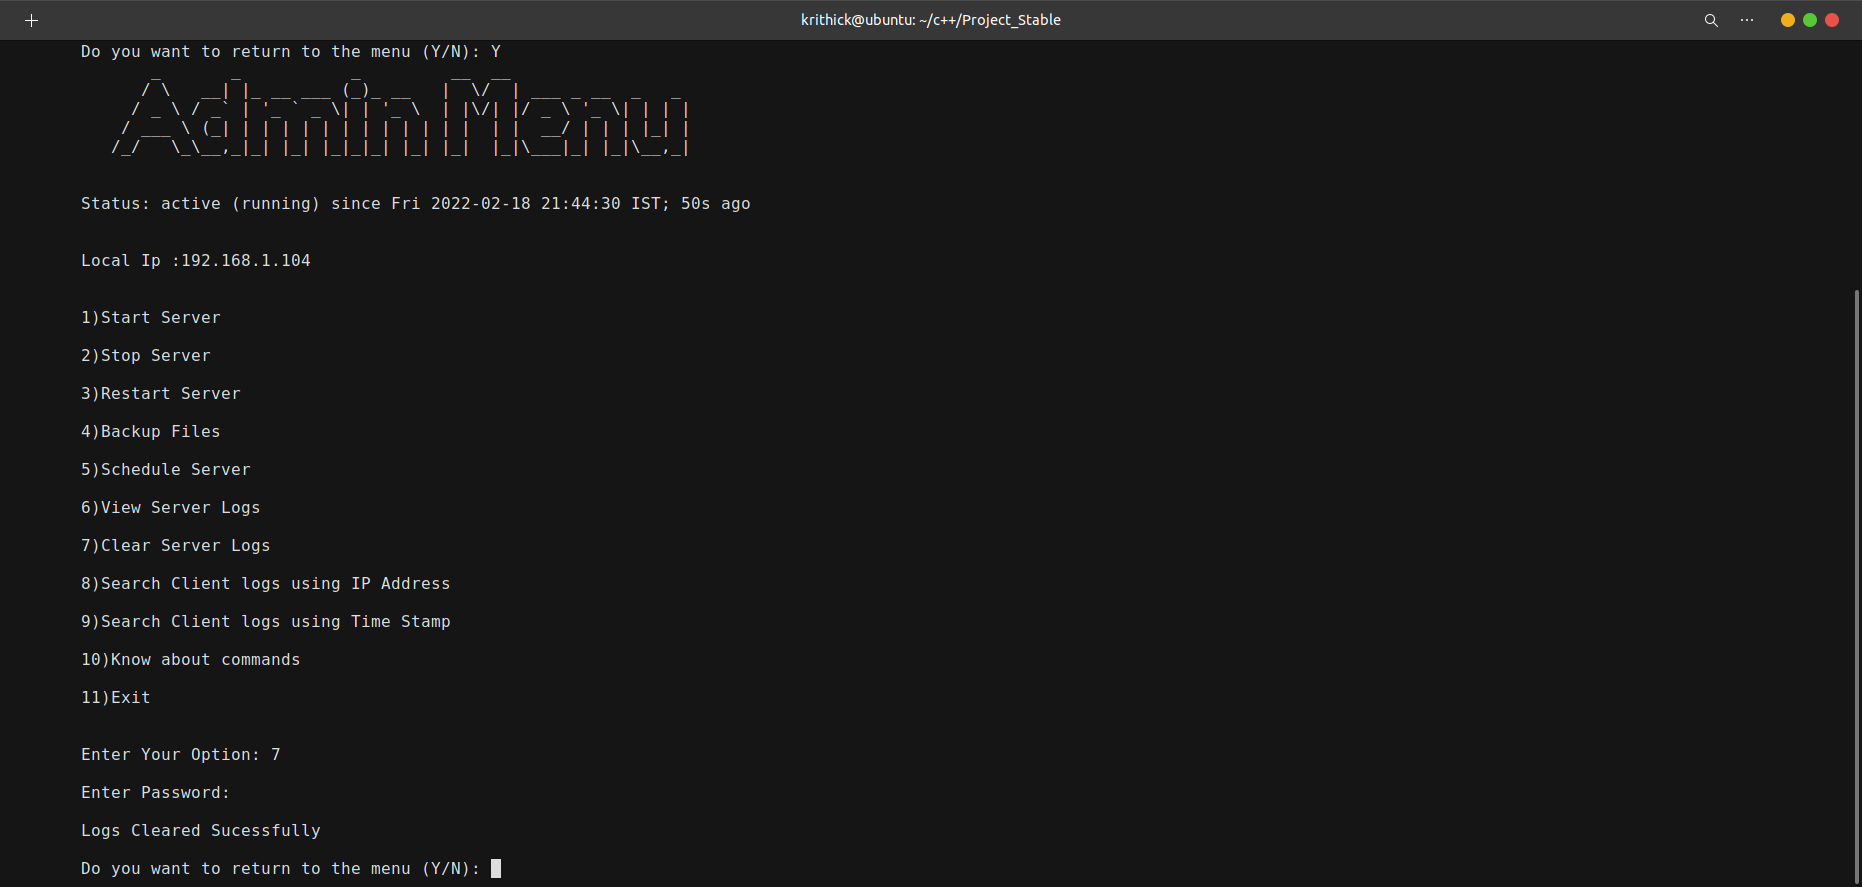 krithick@ubuntu: ~/c++/Project_Stable
Do you want to return to the menu (Y/N): Y
Admin Menu
Status: active (running) since Fri 2022-02-18 21:44:30 IST; 50s ago
Local Ip :192.168.1.104
1)Start Server
2)Stop Server
3)Restart Server
4)Backup Files
5)Schedule Server
6)View Server Logs
7)Clear Server Logs
8)Search Client logs using IP Address
9)Search Client logs using Time Stamp
10)Know about commands
11)Exit
Enter Your Option: 7
Enter Password:
Logs Cleared Sucessfully
Do you want to return to the menu (Y/N):